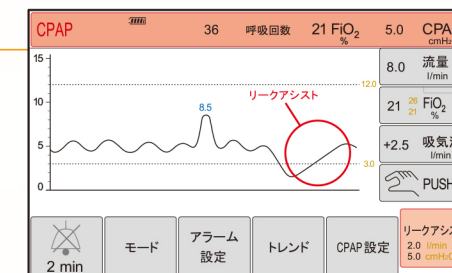 CPAP
36 呼吸回数 21 FiO2 %
5.0 CPA
cmH
15
10
5
0
12.0
3.0
8.5
リークアシスト
8.0 流量
l/min
21 26 21 FiO2 %
+2.5 吸気
l/min
PUSH
2 min
モード
アラーム
設定
トレンド
CPAP 設定
リークアシス
2.0 l/min
5.0 cmH2O